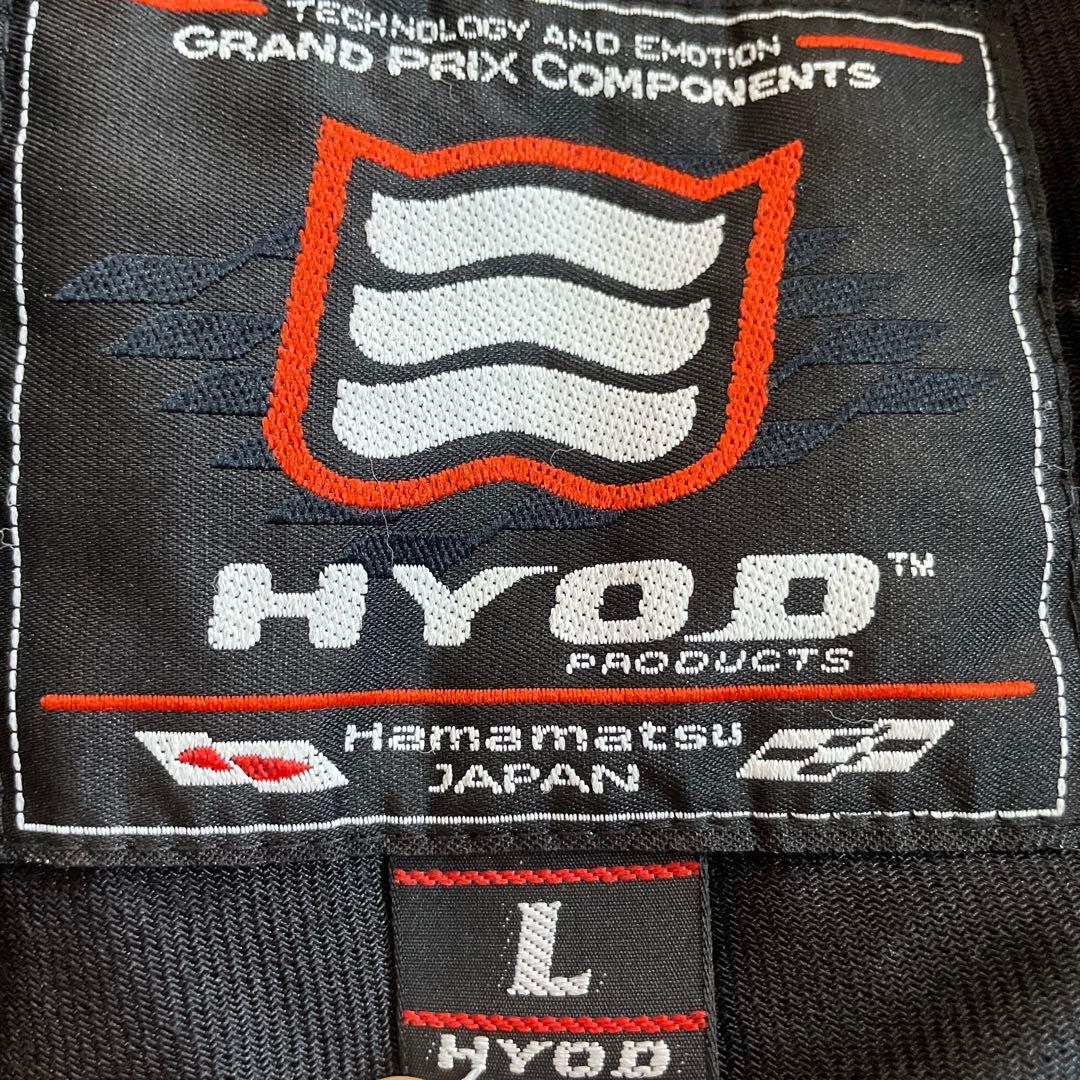 TECHNOLOGY AND EMOTION
GRAND PRIX COMPONENTS
HYOD™
PRODUCTS
Hamamatsu
JAPAN
L
HYOD